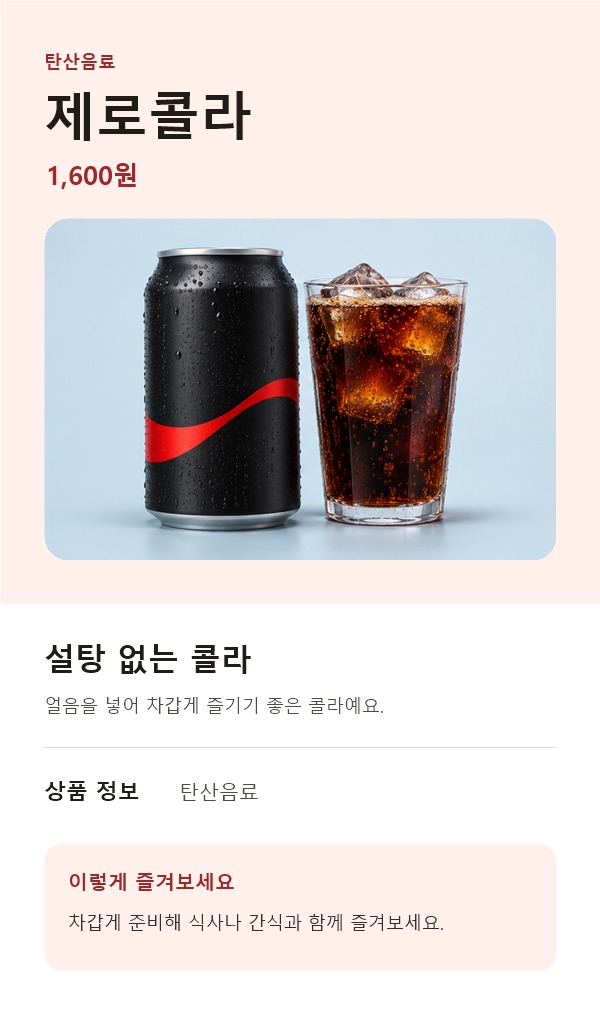 탄산음료
제로콜라
1,600원
설탕 없는 콜라
얼음을 넣어 차갑게 즐기기 좋은 콜라예요.
상품 정보 탄산음료
이렇게 즐겨보세요
차갑게 준비해 식사나 간식과 함께 즐겨보세요.